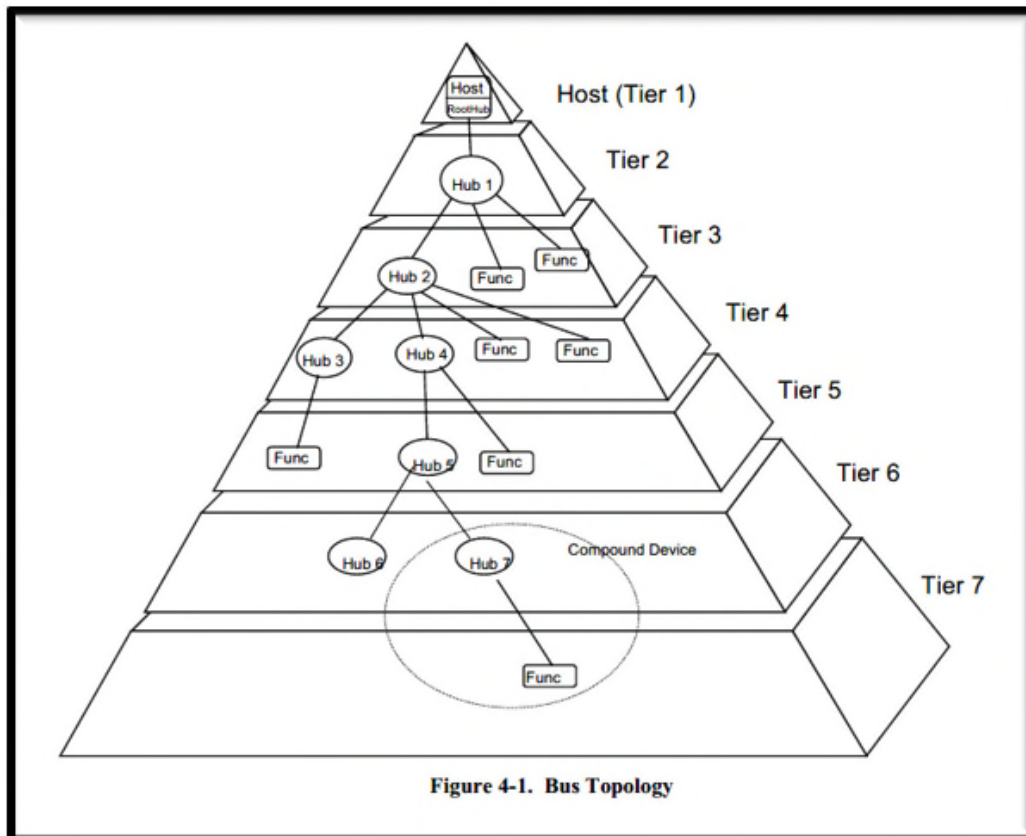 Host
RootHub
Host (Tier 1)
Hub 1
Tier 2
Hub 2
Func
Func
Tier 3
Hub 3
Hub 4
Func
Func
Tier 4
Func
Hub 5
Func
Tier 5
Hub 6
Hub 7
Compound Device
Tier 6
Func
Tier 7
Figure 4-1. Bus Topology